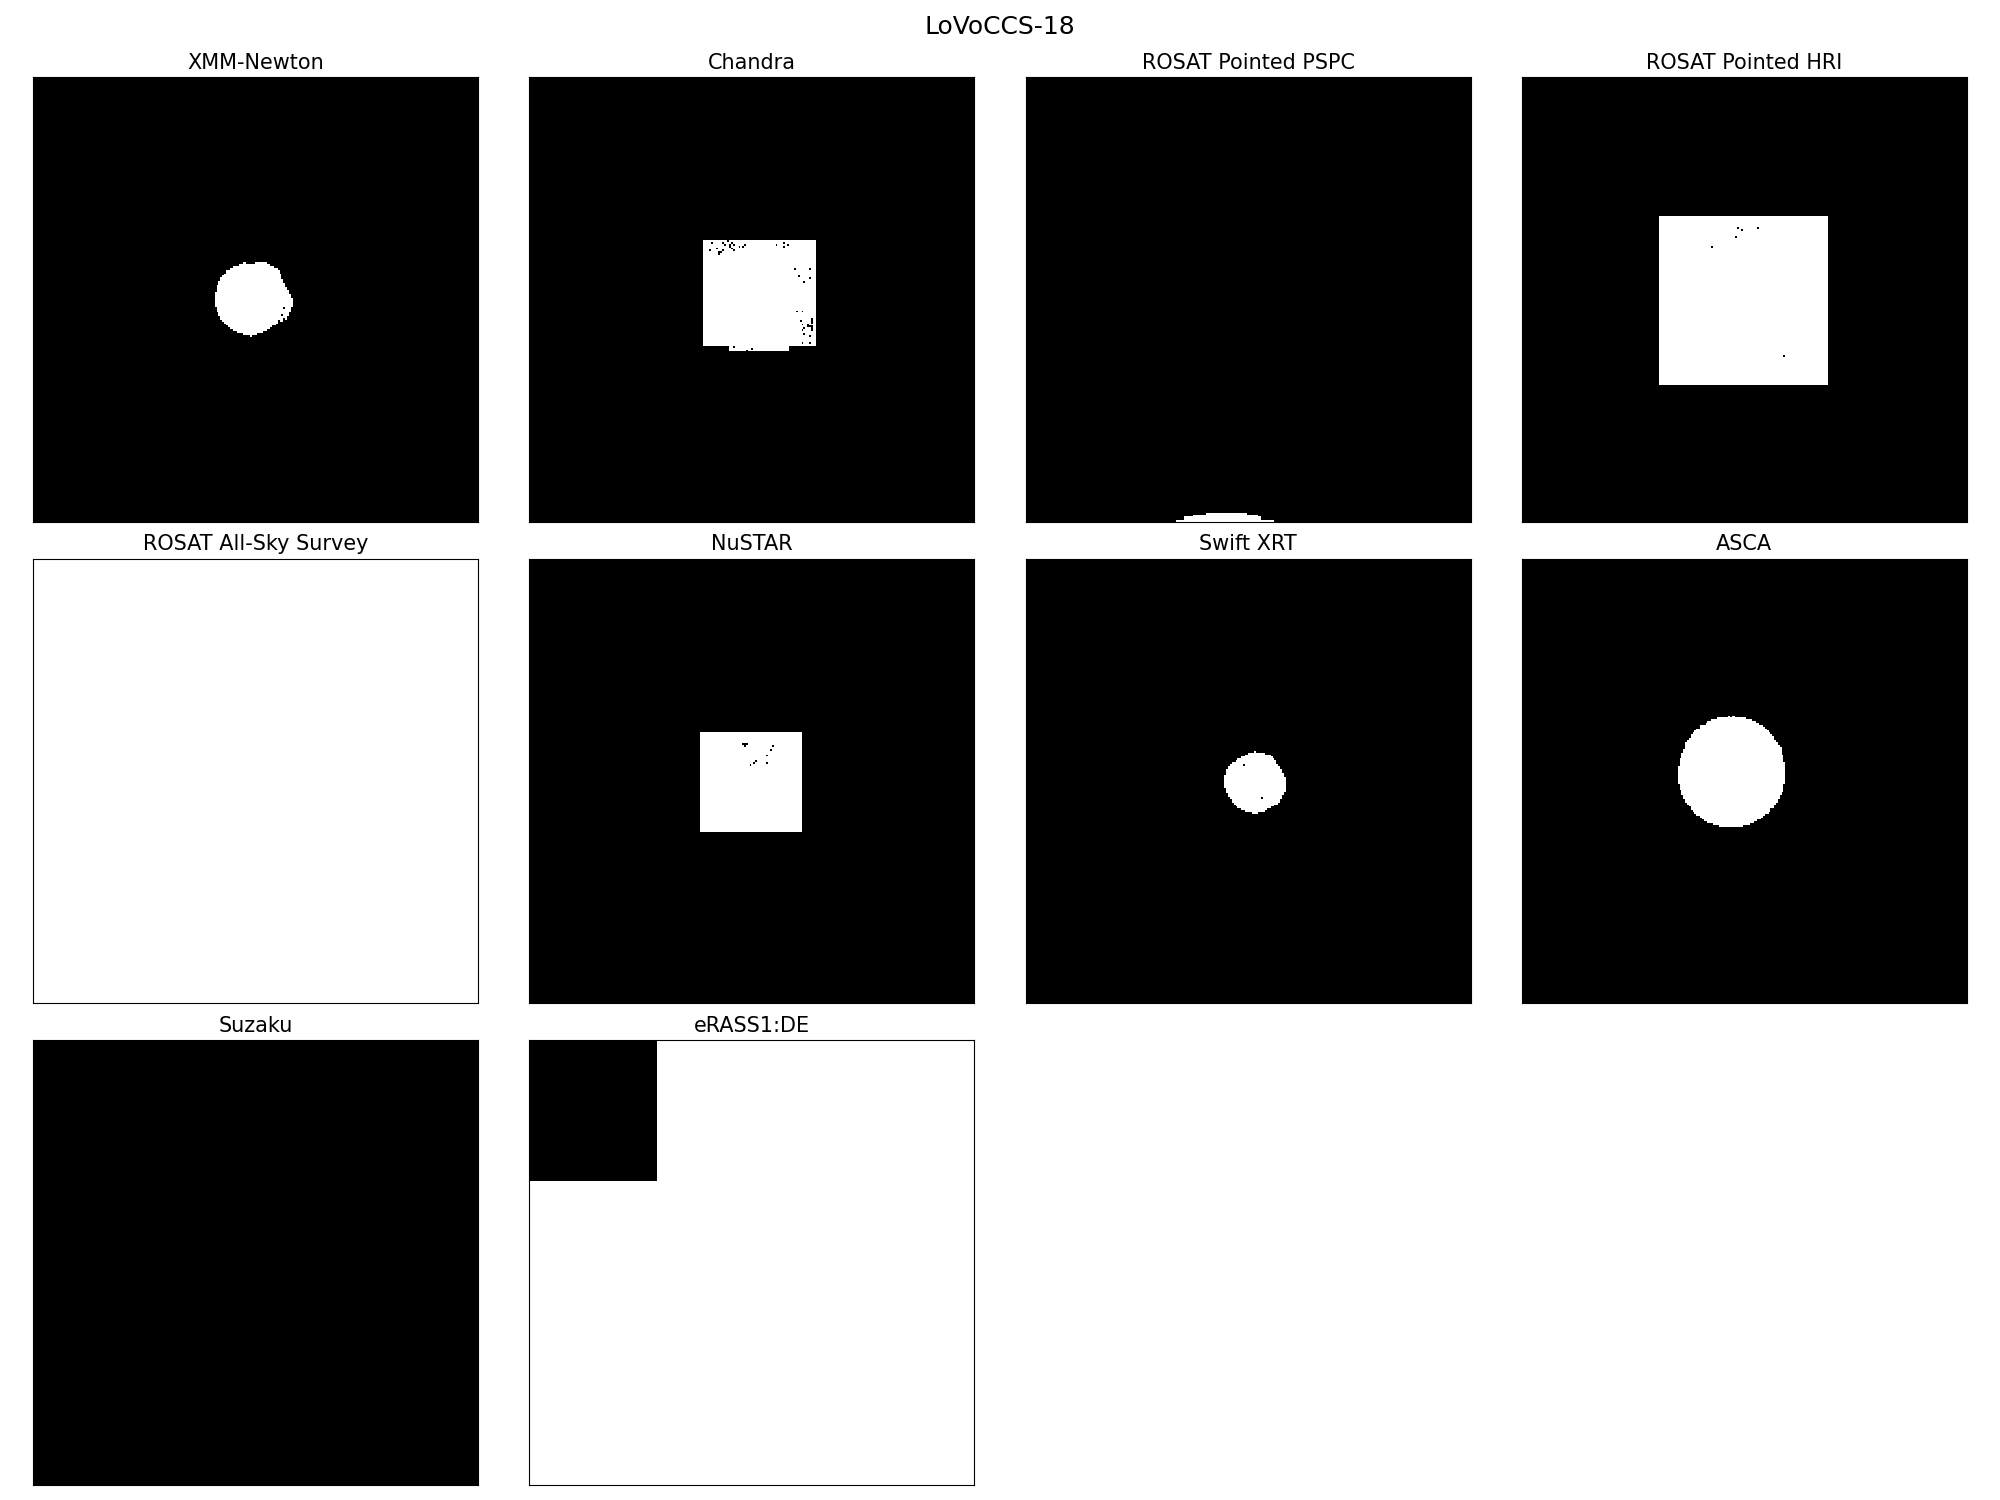 LoVoCCS-18
XMM-Newton
Chandra
ROSAT Pointed PSPC
ROSAT Pointed HRI
ROSAT All-Sky Survey
NuSTAR
Swift XRT
ASCA
Suzaku
eRASS1:DE